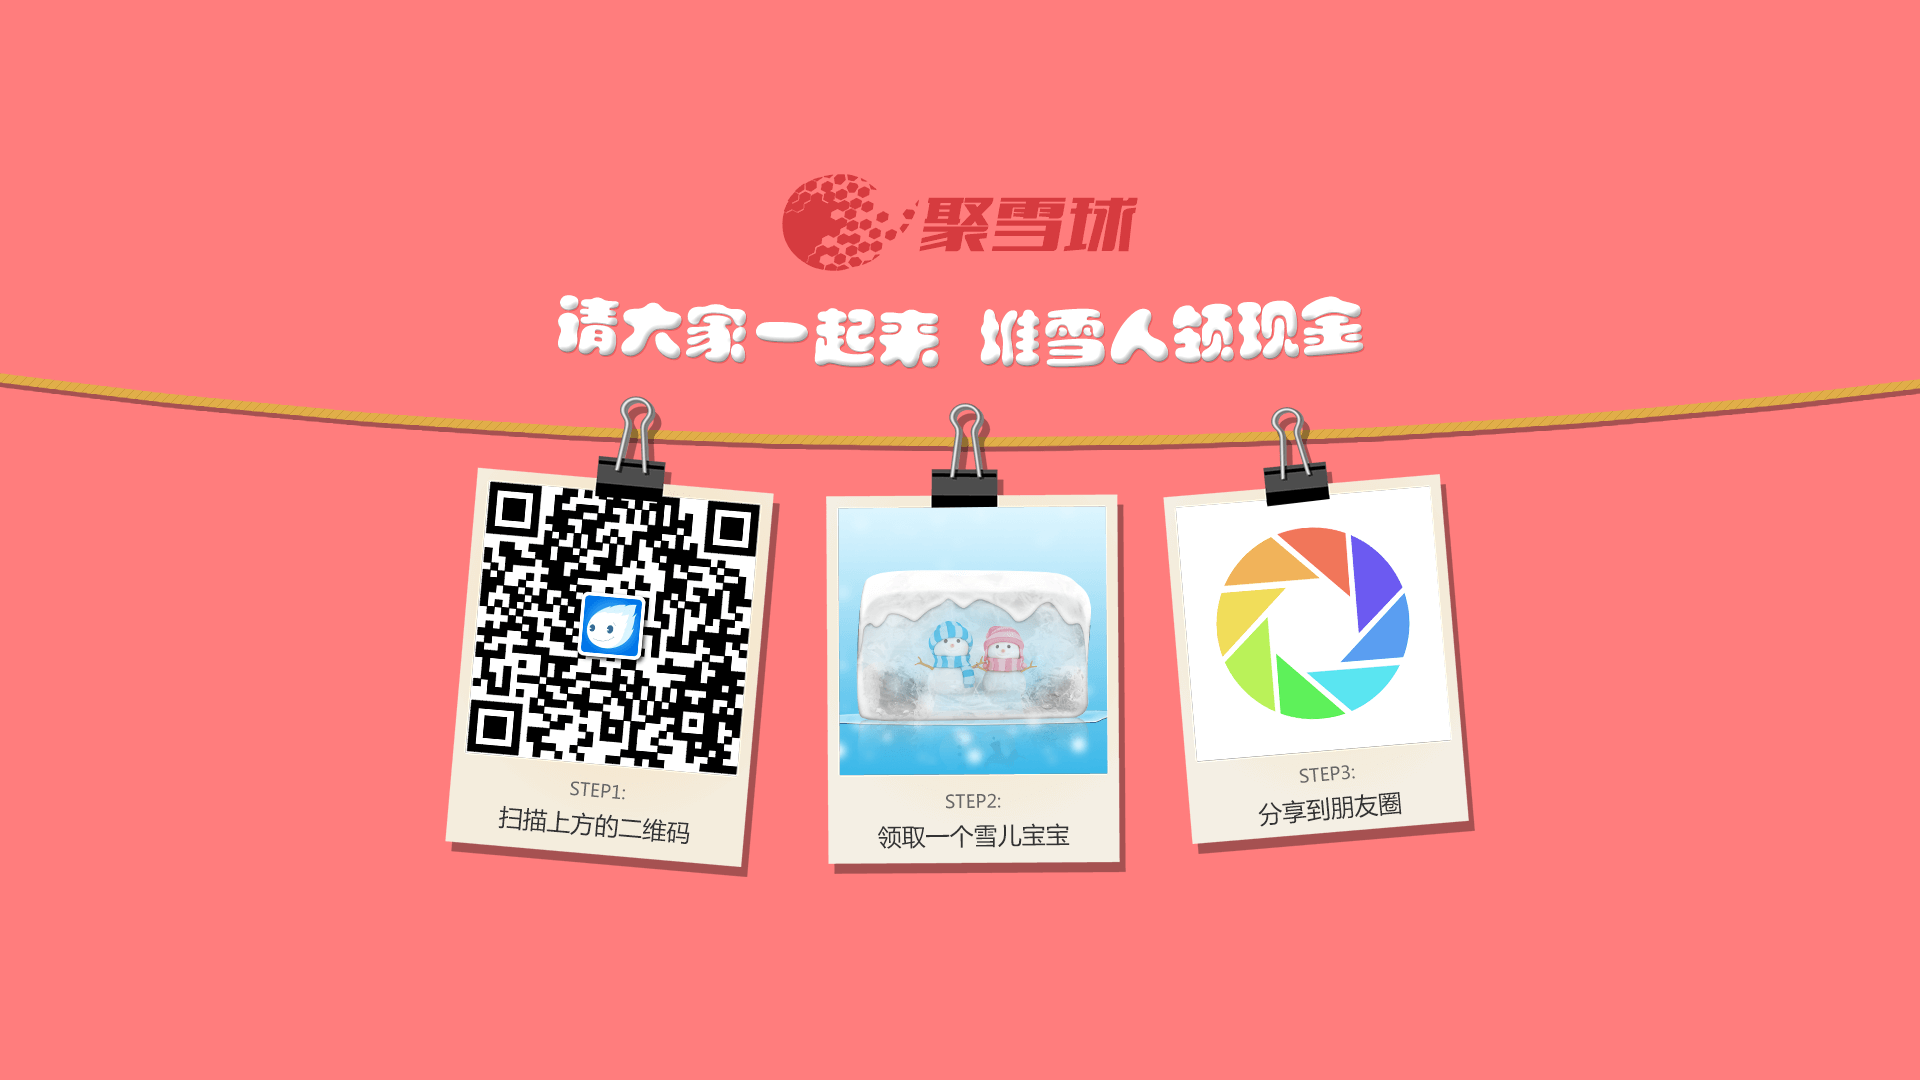 聚雪球
请大家一起来 堆雪人领现金
STEP1:
扫描上方的二维码
STEP2:
领取一个雪儿宝宝
STEP3:
分享到朋友圈